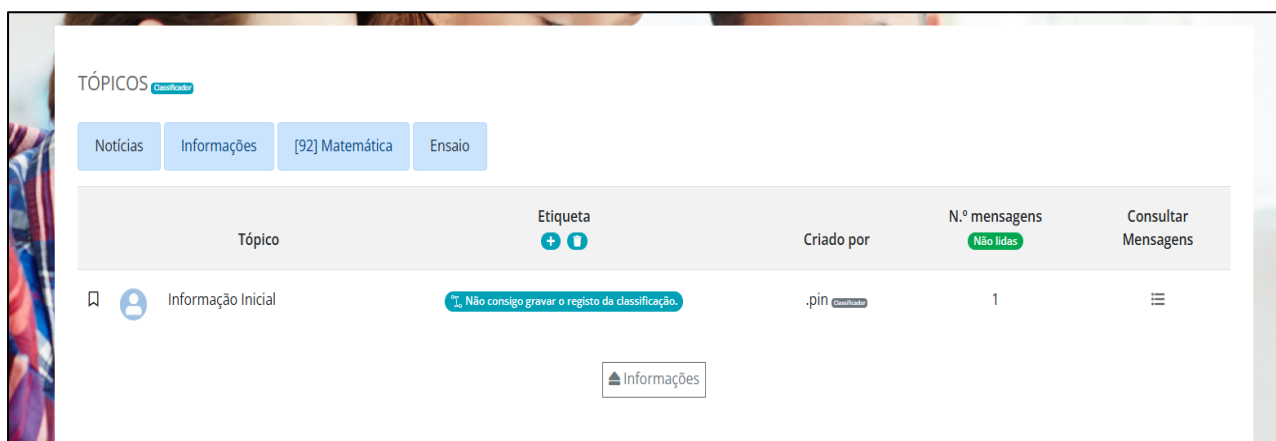 TÓPICOS Classificador
Notícias Informações [92] Matemática Ensaio
Tópico Etiqueta Criado por N.º mensagens Não lidas Consultar Mensagens
Informação Inicial Não consigo gravar o registo da classificação. .pin Classificador 1
Informações